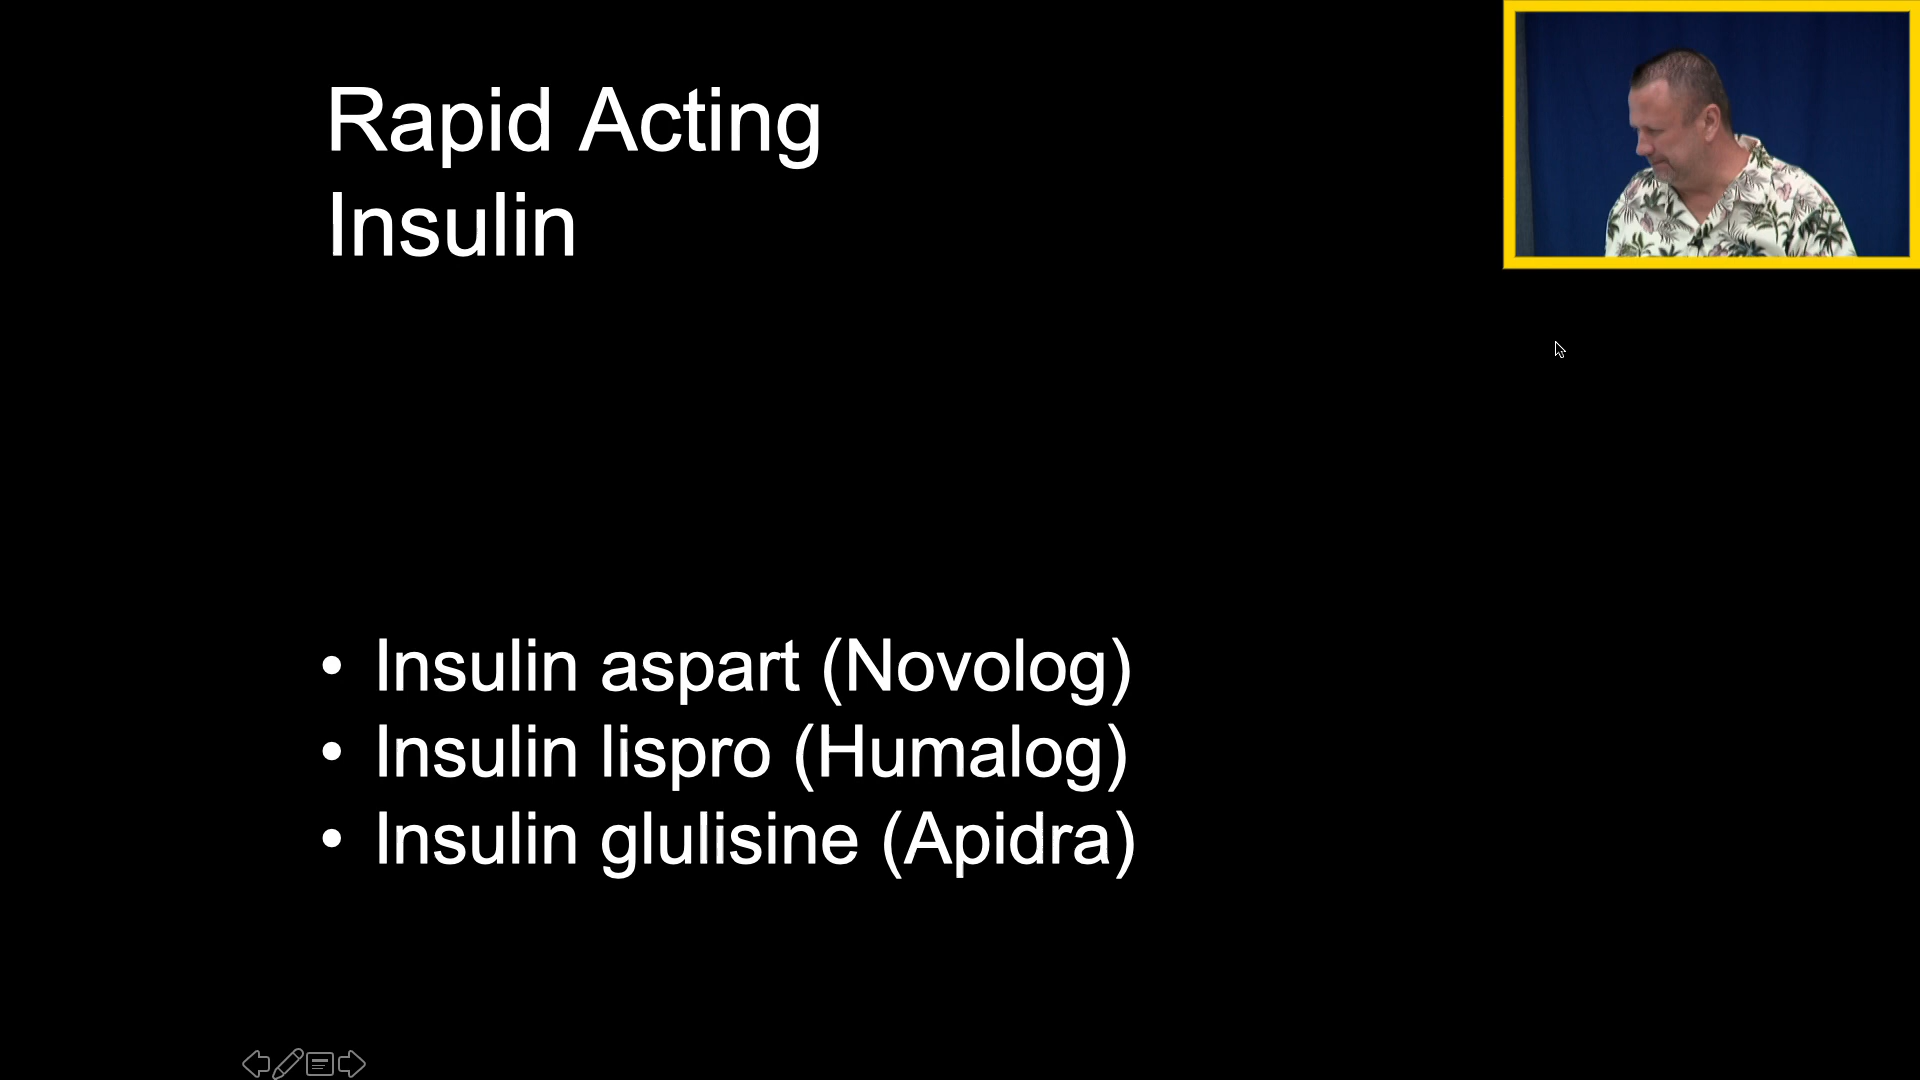 Rapid Acting
Insulin
• Insulin aspart (Novolog)
• Insulin lispro (Humalog)
• Insulin glulisine (Apidra)